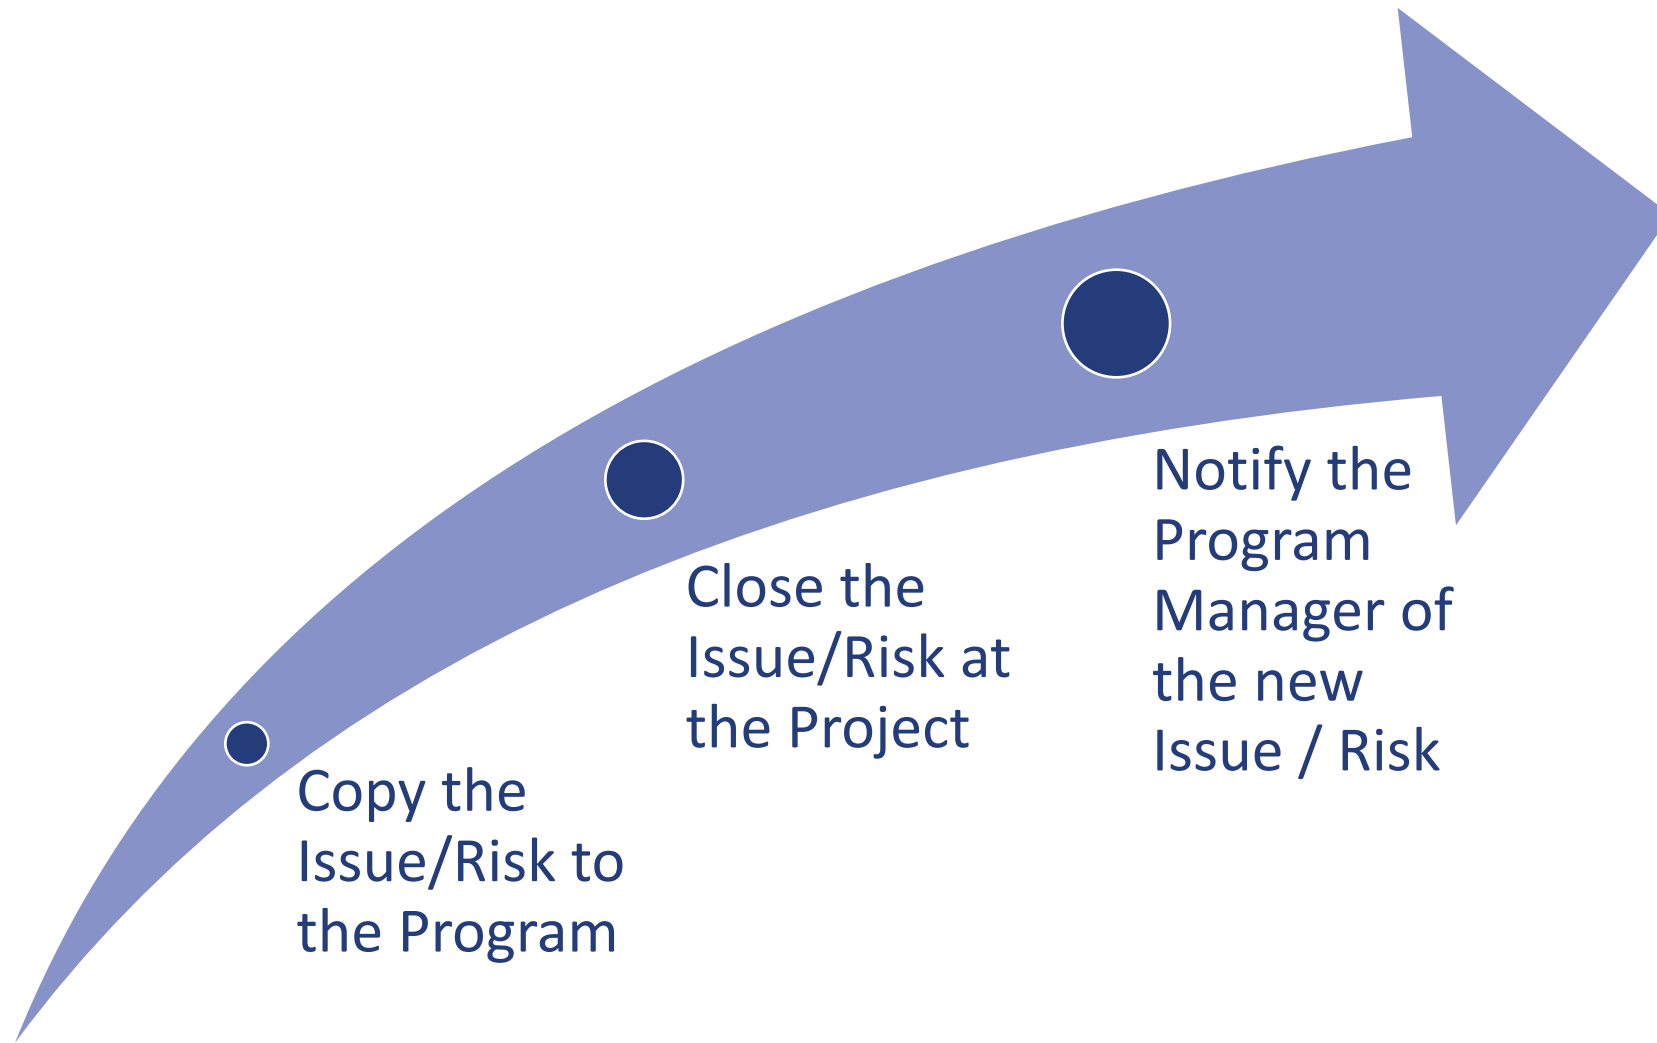 Copy the
Issue/Risk to
the Program
Close the
Issue/Risk at
the Project
Notify the
Program
Manager of
the new
Issue / Risk